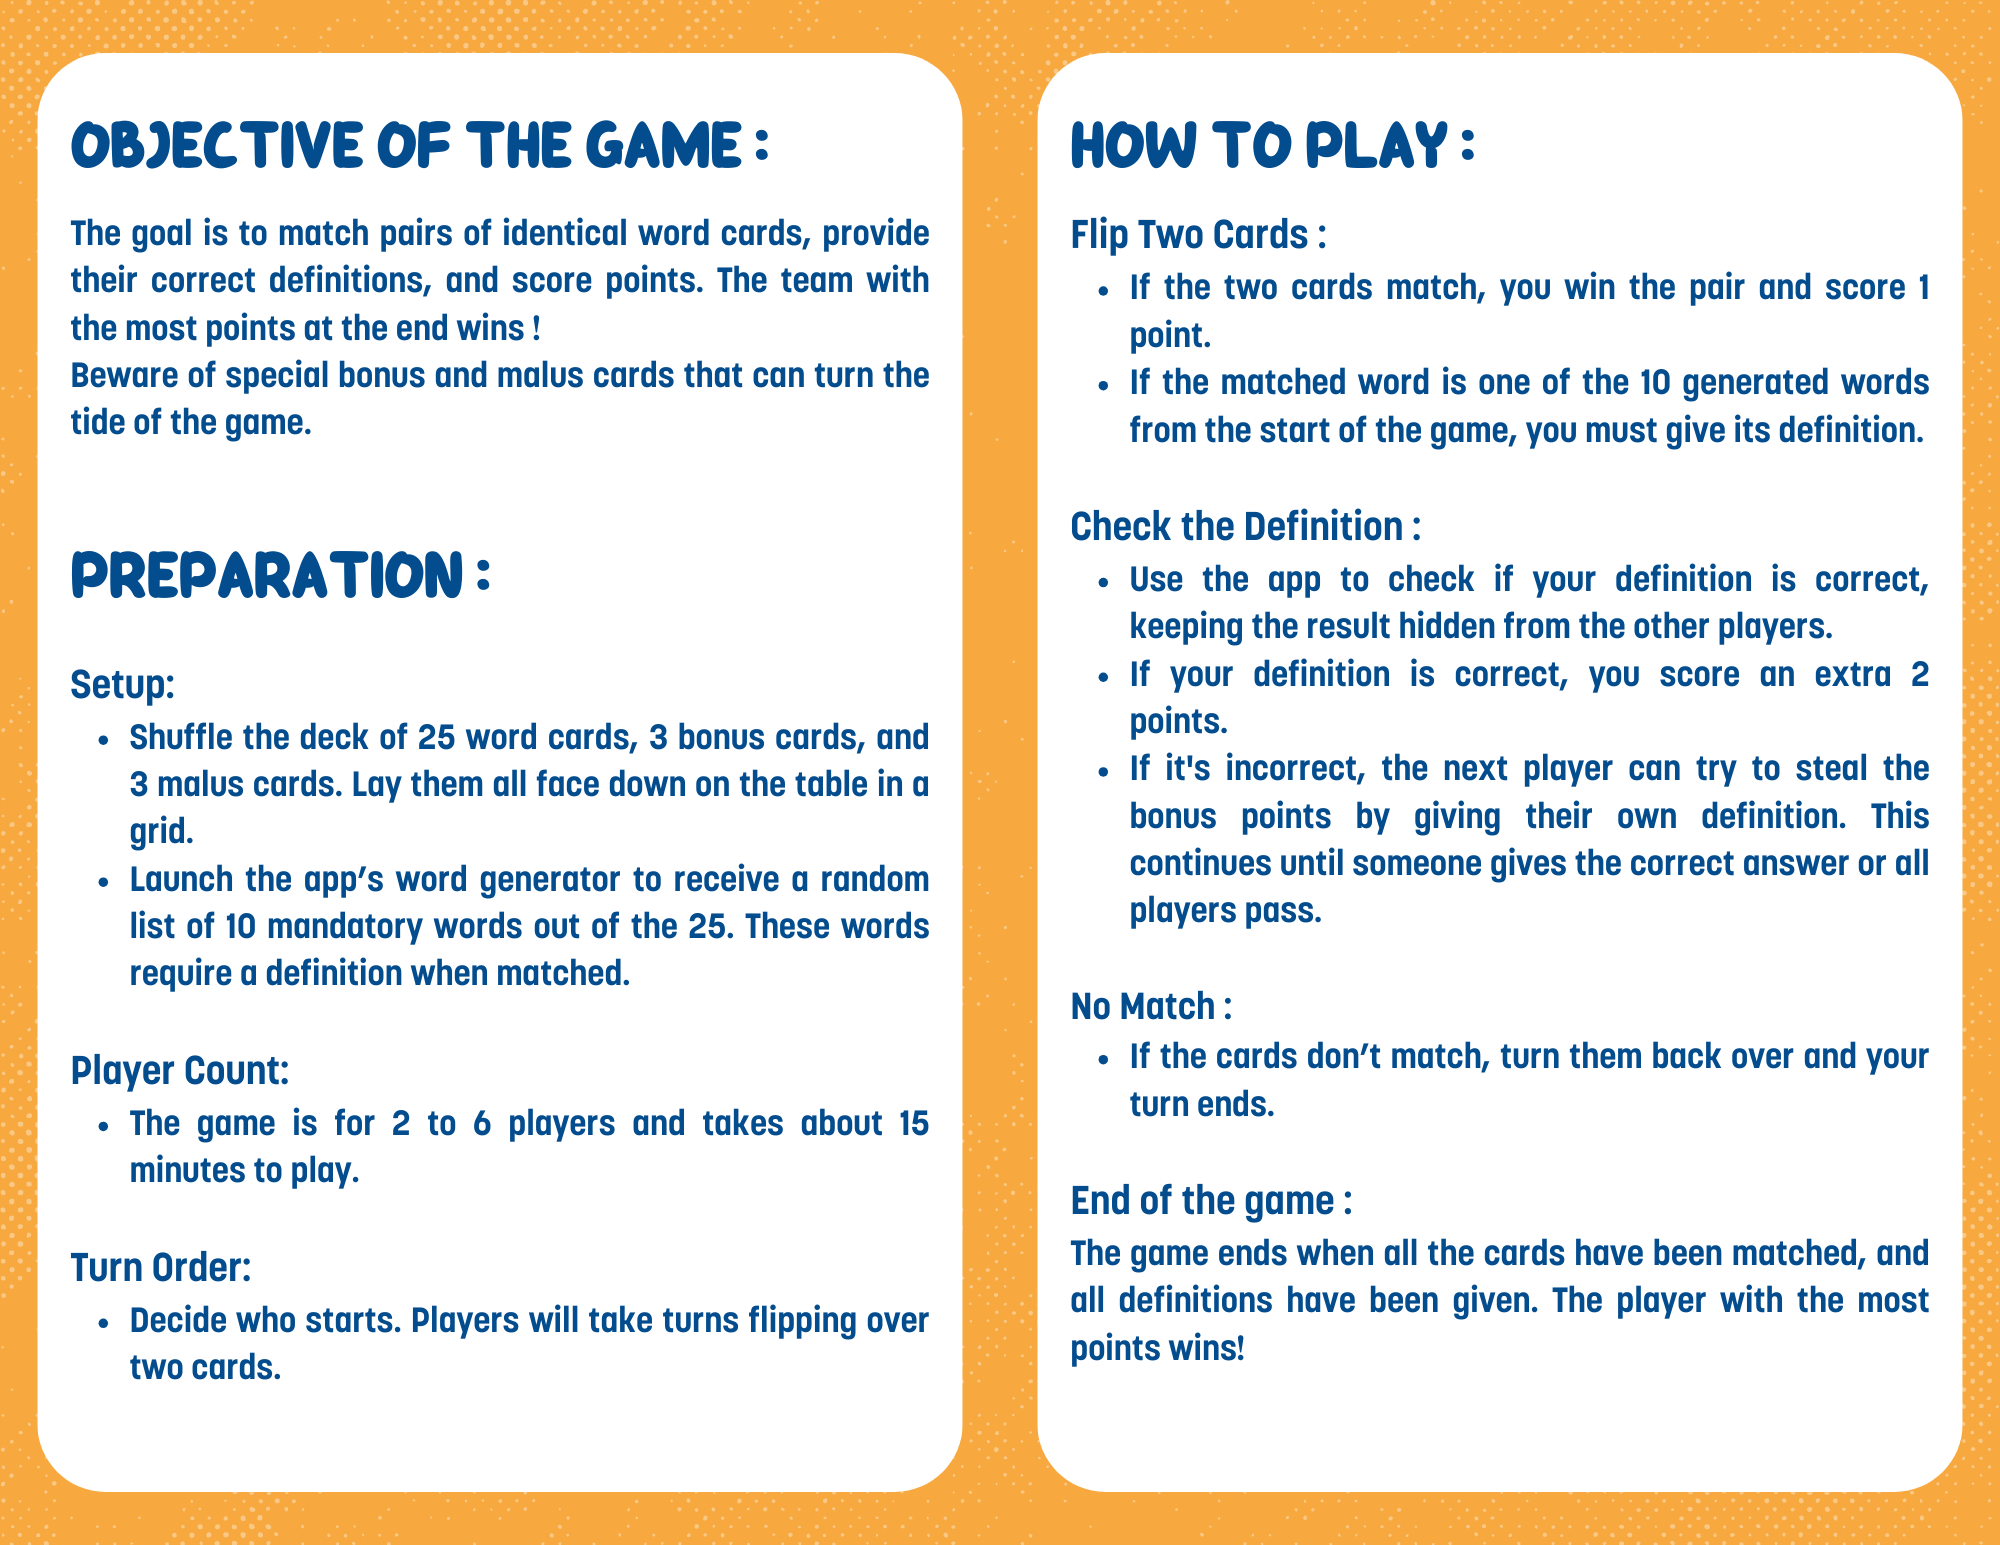 OBJECTIVE OF THE GAME :
The goal is to match pairs of identical word cards, provide
their correct definitions, and score points. The team with
the most points at the end wins !
Beware of special bonus and malus cards that can turn the
tide of the game.
PREPARATION :
Setup:
• Shuffle the deck of 25 word cards, 3 bonus cards, and
3 malus cards. Lay them all face down on the table in a
grid.
• Launch the app’s word generator to receive a random
list of 10 mandatory words out of the 25. These words
require a definition when matched.
Player Count:
• The game is for 2 to 6 players and takes about 15
minutes to play.
Turn Order:
• Decide who starts. Players will take turns flipping over
two cards.
HOW TO PLAY :
Flip Two Cards :
• If the two cards match, you win the pair and score 1
point.
• If the matched word is one of the 10 generated words
from the start of the game, you must give its definition.
Check the Definition :
• Use the app to check if your definition is correct,
keeping the result hidden from the other players.
• If your definition is correct, you score an extra 2
points.
• If it's incorrect, the next player can try to steal the
bonus points by giving their own definition. This
continues until someone gives the correct answer or all
players pass.
No Match :
• If the cards don’t match, turn them back over and your
turn ends.
End of the game :
The game ends when all the cards have been matched, and
all definitions have been given. The player with the most
points wins!